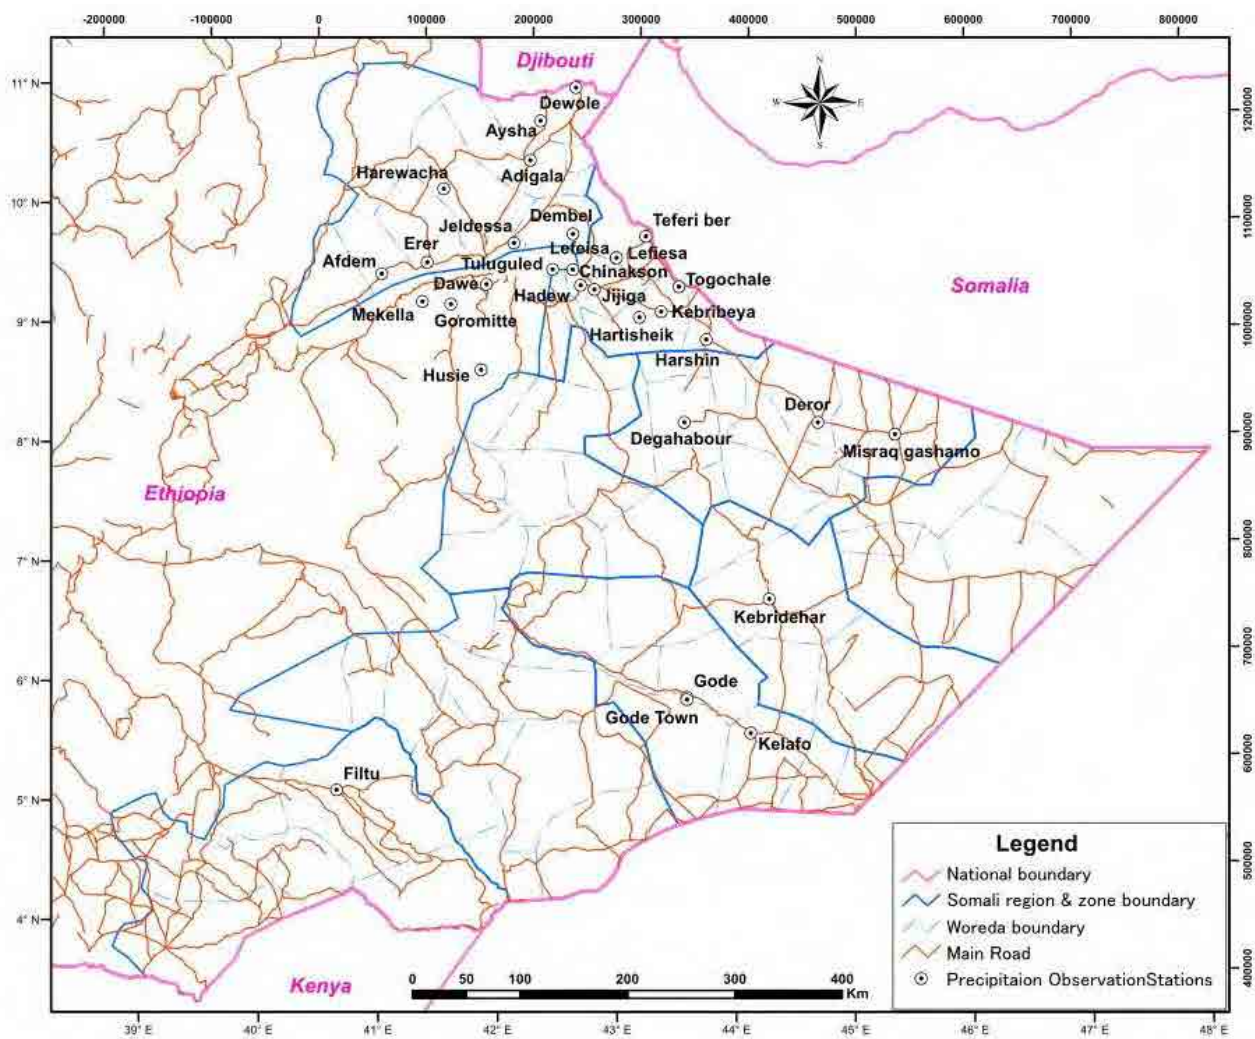 -200000 -100000 0 100000 200000 300000 400000 500000 600000 700000 800000
Djibouti
11° N
Dewole
1200000
Aysha
Harewacha
Adigala
10° N
Dembel
Teferi ber
1100000
Jeldessa
Erer
Lefeisa
Lefiesa
Afdem
Tuluguled
Chinakson
Togochale
Somalia
Dawe
Hadew
Jijiga
Mekella
Goromitte
Kebribeya
9° N
1000000
Hartisheik
Harshin
Husie
Deror
8° N
Degahabour
Misraq gashamo
900000
Ethiopia
7° N
800000
Kebridehar
700000
6° N
Gode
Gode Town
Kelafo
600000
Filtu
5° N
Legend
National boundary
Somali region & zone boundary
Woreda boundary
Main Road
Precipitaion ObservationStations
500000
4° N
400000
Kenya
0 50 100 200 300 400
Km
39° E 40° E 41° E 42° E 43° E 44° E 45° E 46° E 47° E 48° E
N
W E
S